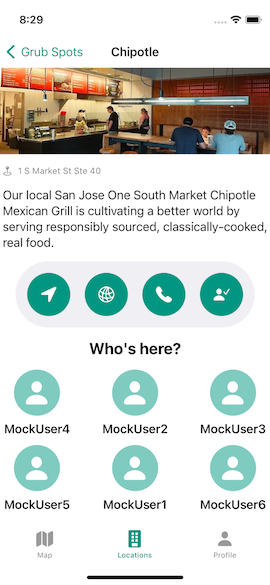 8:29
Grub Spots
Chipotle
1 S Market St Ste 40
Our local San Jose One South Market Chipotle
Mexican Grill is cultivating a better world by
serving responsibly sourced, classically-cooked,
real food.
Who's here?
MockUser4
MockUser2
MockUser3
MockUser5
MockUser1
MockUser6
Map
Locations
Profile